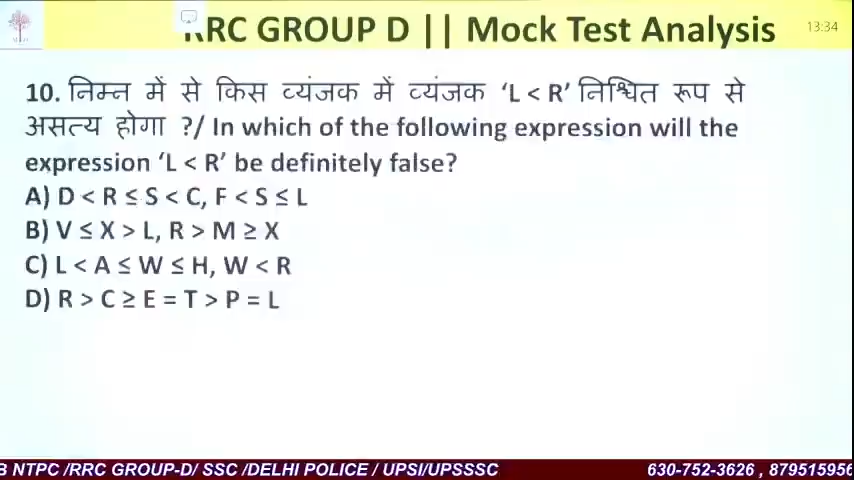 RRC GROUP D || Mock Test Analysis
13:34
10. निम्न में से किस व्यंजक में व्यंजक ‘L < R’ निश्चित रूप से
असत्य होगा ?/ In which of the following expression will the
expression ‘L < R’ be definitely false?
A) D < R ≤ S < C, F < S ≤ L
B) V ≤ X > L, R > M ≥ X
C) L < A ≤ W ≤ H, W < R
D) R > C ≥ E = T > P = L
B NTPC /RRC GROUP-D/ SSC /DELHI POLICE / UPSI/UPSSSC 630-752-3626 , 879515956